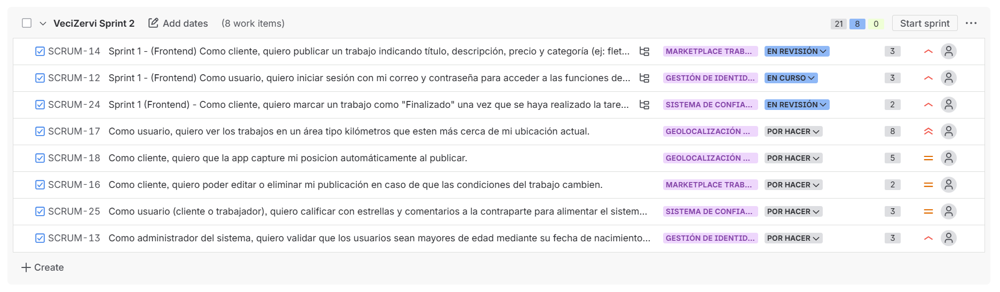 VeciZervi Sprint 2 Add dates (8 work items) 21 8 0 Start sprint
SCRUM-14 Sprint 1 - (Frontend) Como cliente, quiero publicar un trabajo indicando título, descripción, precio y categoría (ej: flet... MARKETPLACE TRAB... EN REVISIÓN 3
SCRUM-12 Sprint 1 - (Frontend) Como usuario, quiero iniciar sesión con mi correo y contraseña para acceder a las funciones de... GESTIÓN DE IDENTID... EN CURSO 3
SCRUM-24 Sprint 1 (Frontend) - Como cliente, quiero marcar un trabajo como "Finalizado" una vez que se haya realizado la tare... SISTEMA DE CONFIA... EN REVISIÓN 2
SCRUM-17 Como usuario, quiero ver los trabajos en un área tipo kilómetros que esten más cerca de mi ubicación actual. GEOLOCALIZACIÓN ... POR HACER 8
SCRUM-18 Como cliente, quiero que la app capture mi posicion automáticamente al publicar. GEOLOCALIZACIÓN ... POR HACER 5
SCRUM-16 Como cliente, quiero poder editar o eliminar mi publicación en caso de que las condiciones del trabajo cambien. MARKETPLACE TRAB... POR HACER 2
SCRUM-25 Como usuario (cliente o trabajador), quiero calificar con estrellas y comentarios a la contraparte para alimentar el sistem... SISTEMA DE CONFIA... POR HACER 3
SCRUM-13 Como administrador del sistema, quiero validar que los usuarios sean mayores de edad mediante su fecha de nacimiento... GESTIÓN DE IDENTID... POR HACER 3
Create